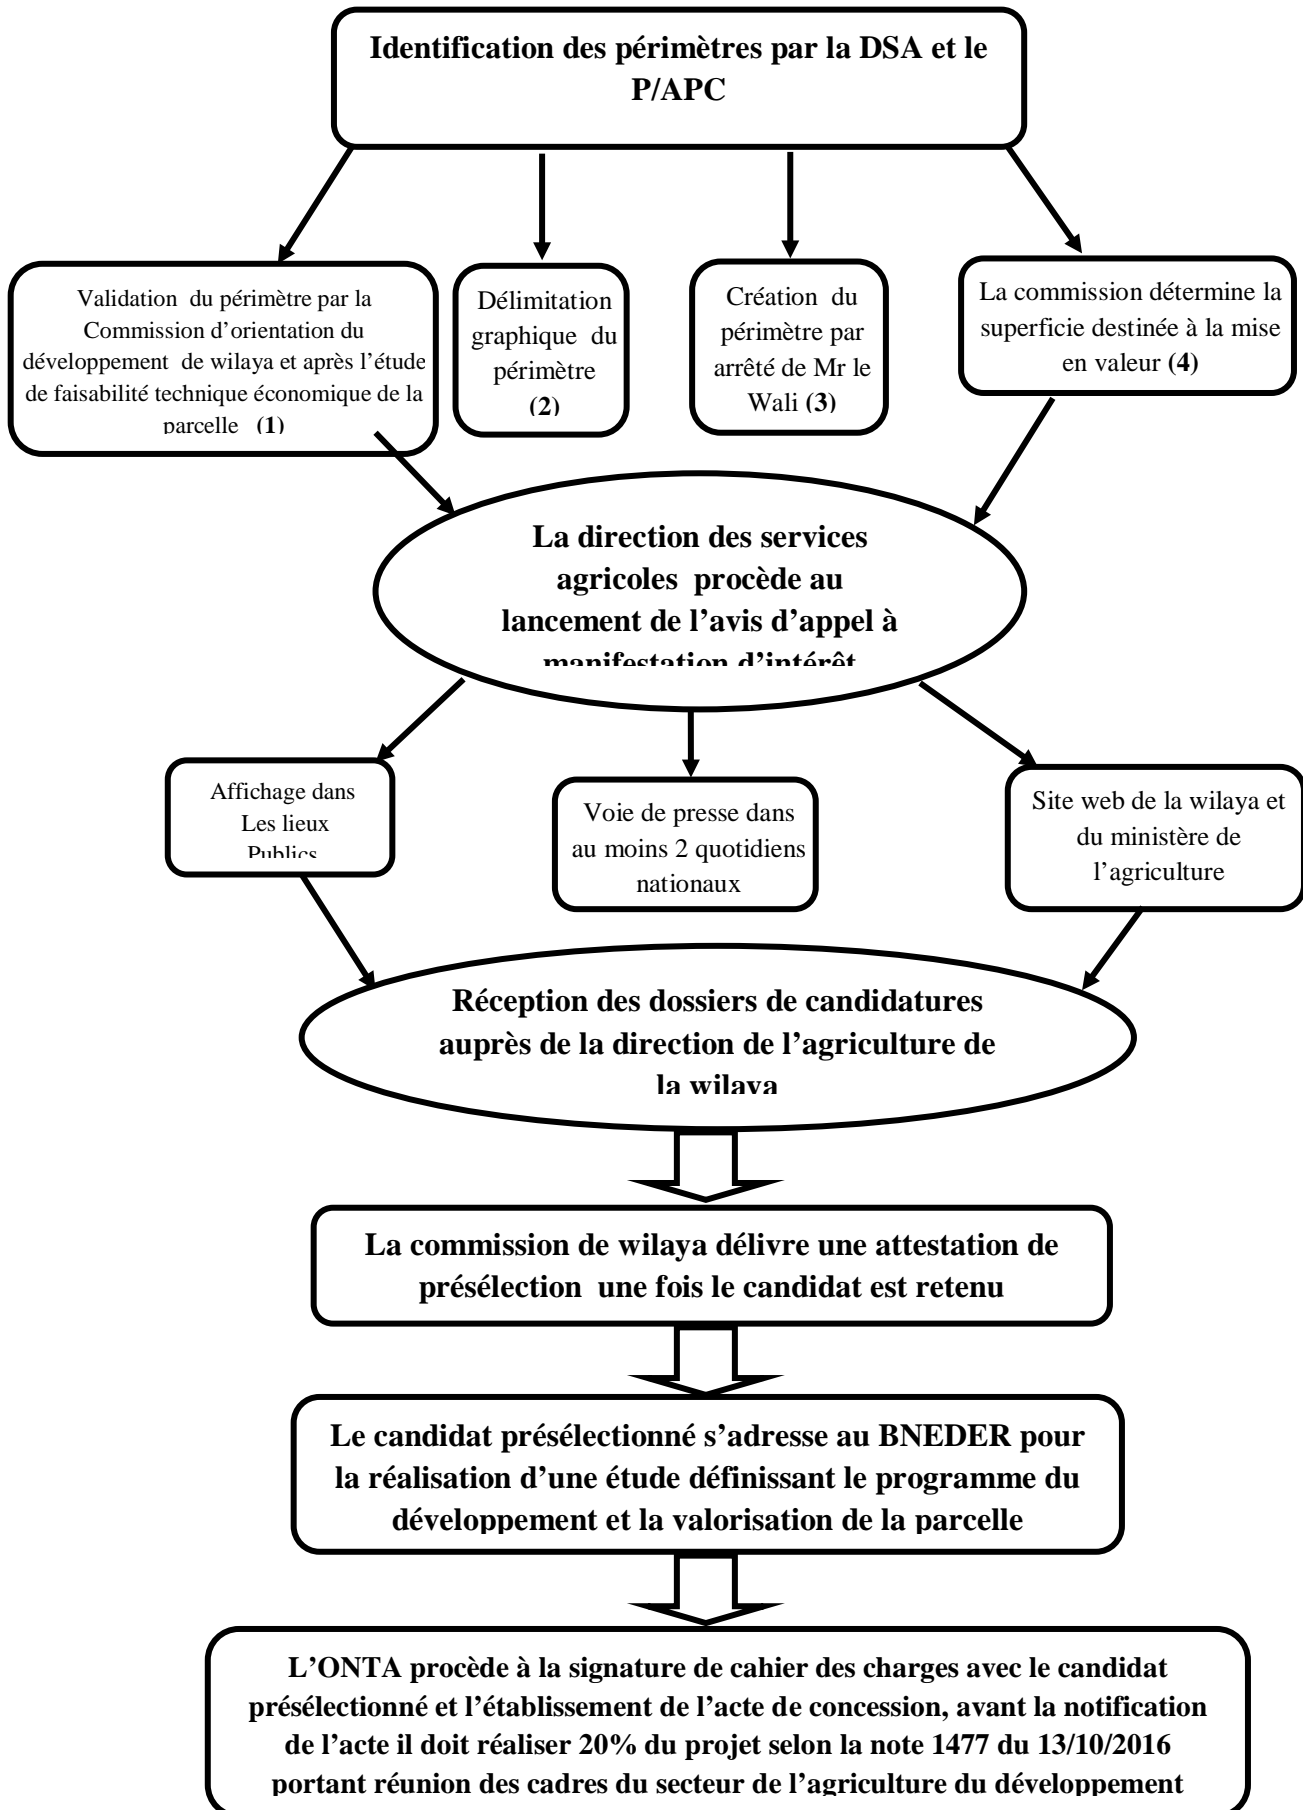 Identification des périmètres par la DSA et le
P/APC
Validation du périmètre par la
Commission d’orientation du
développement de wilaya et après l’étude
de faisabilité technique économique de la
parcelle (1)
Délimitation
graphique du
périmètre
(2)
Création du
périmètre par
arrêté de Mr le
Wali (3)
La commission détermine la
superficie destinée à la mise
en valeur (4)
La direction des services
agricoles procède au
lancement de l’avis d’appel à
manifestation d’intérêt
Affichage dans
Les lieux
Publics
Voie de presse dans
au moins 2 quotidiens
nationaux
Site web de la wilaya et
du ministère de
l’agriculture
Réception des dossiers de candidatures
auprès de la direction de l’agriculture de
la wilaya
La commission de wilaya délivre une attestation de
présélection une fois le candidat est retenu
Le candidat présélectionné s’adresse au BNEDER pour
la réalisation d’une étude définissant le programme du
développement et la valorisation de la parcelle
L’ONTA procède à la signature de cahier des charges avec le candidat
présélectionné et l’établissement de l’acte de concession, avant la notification
de l’acte il doit réaliser 20% du projet selon la note 1477 du 13/10/2016
portant réunion des cadres du secteur de l’agriculture du développement